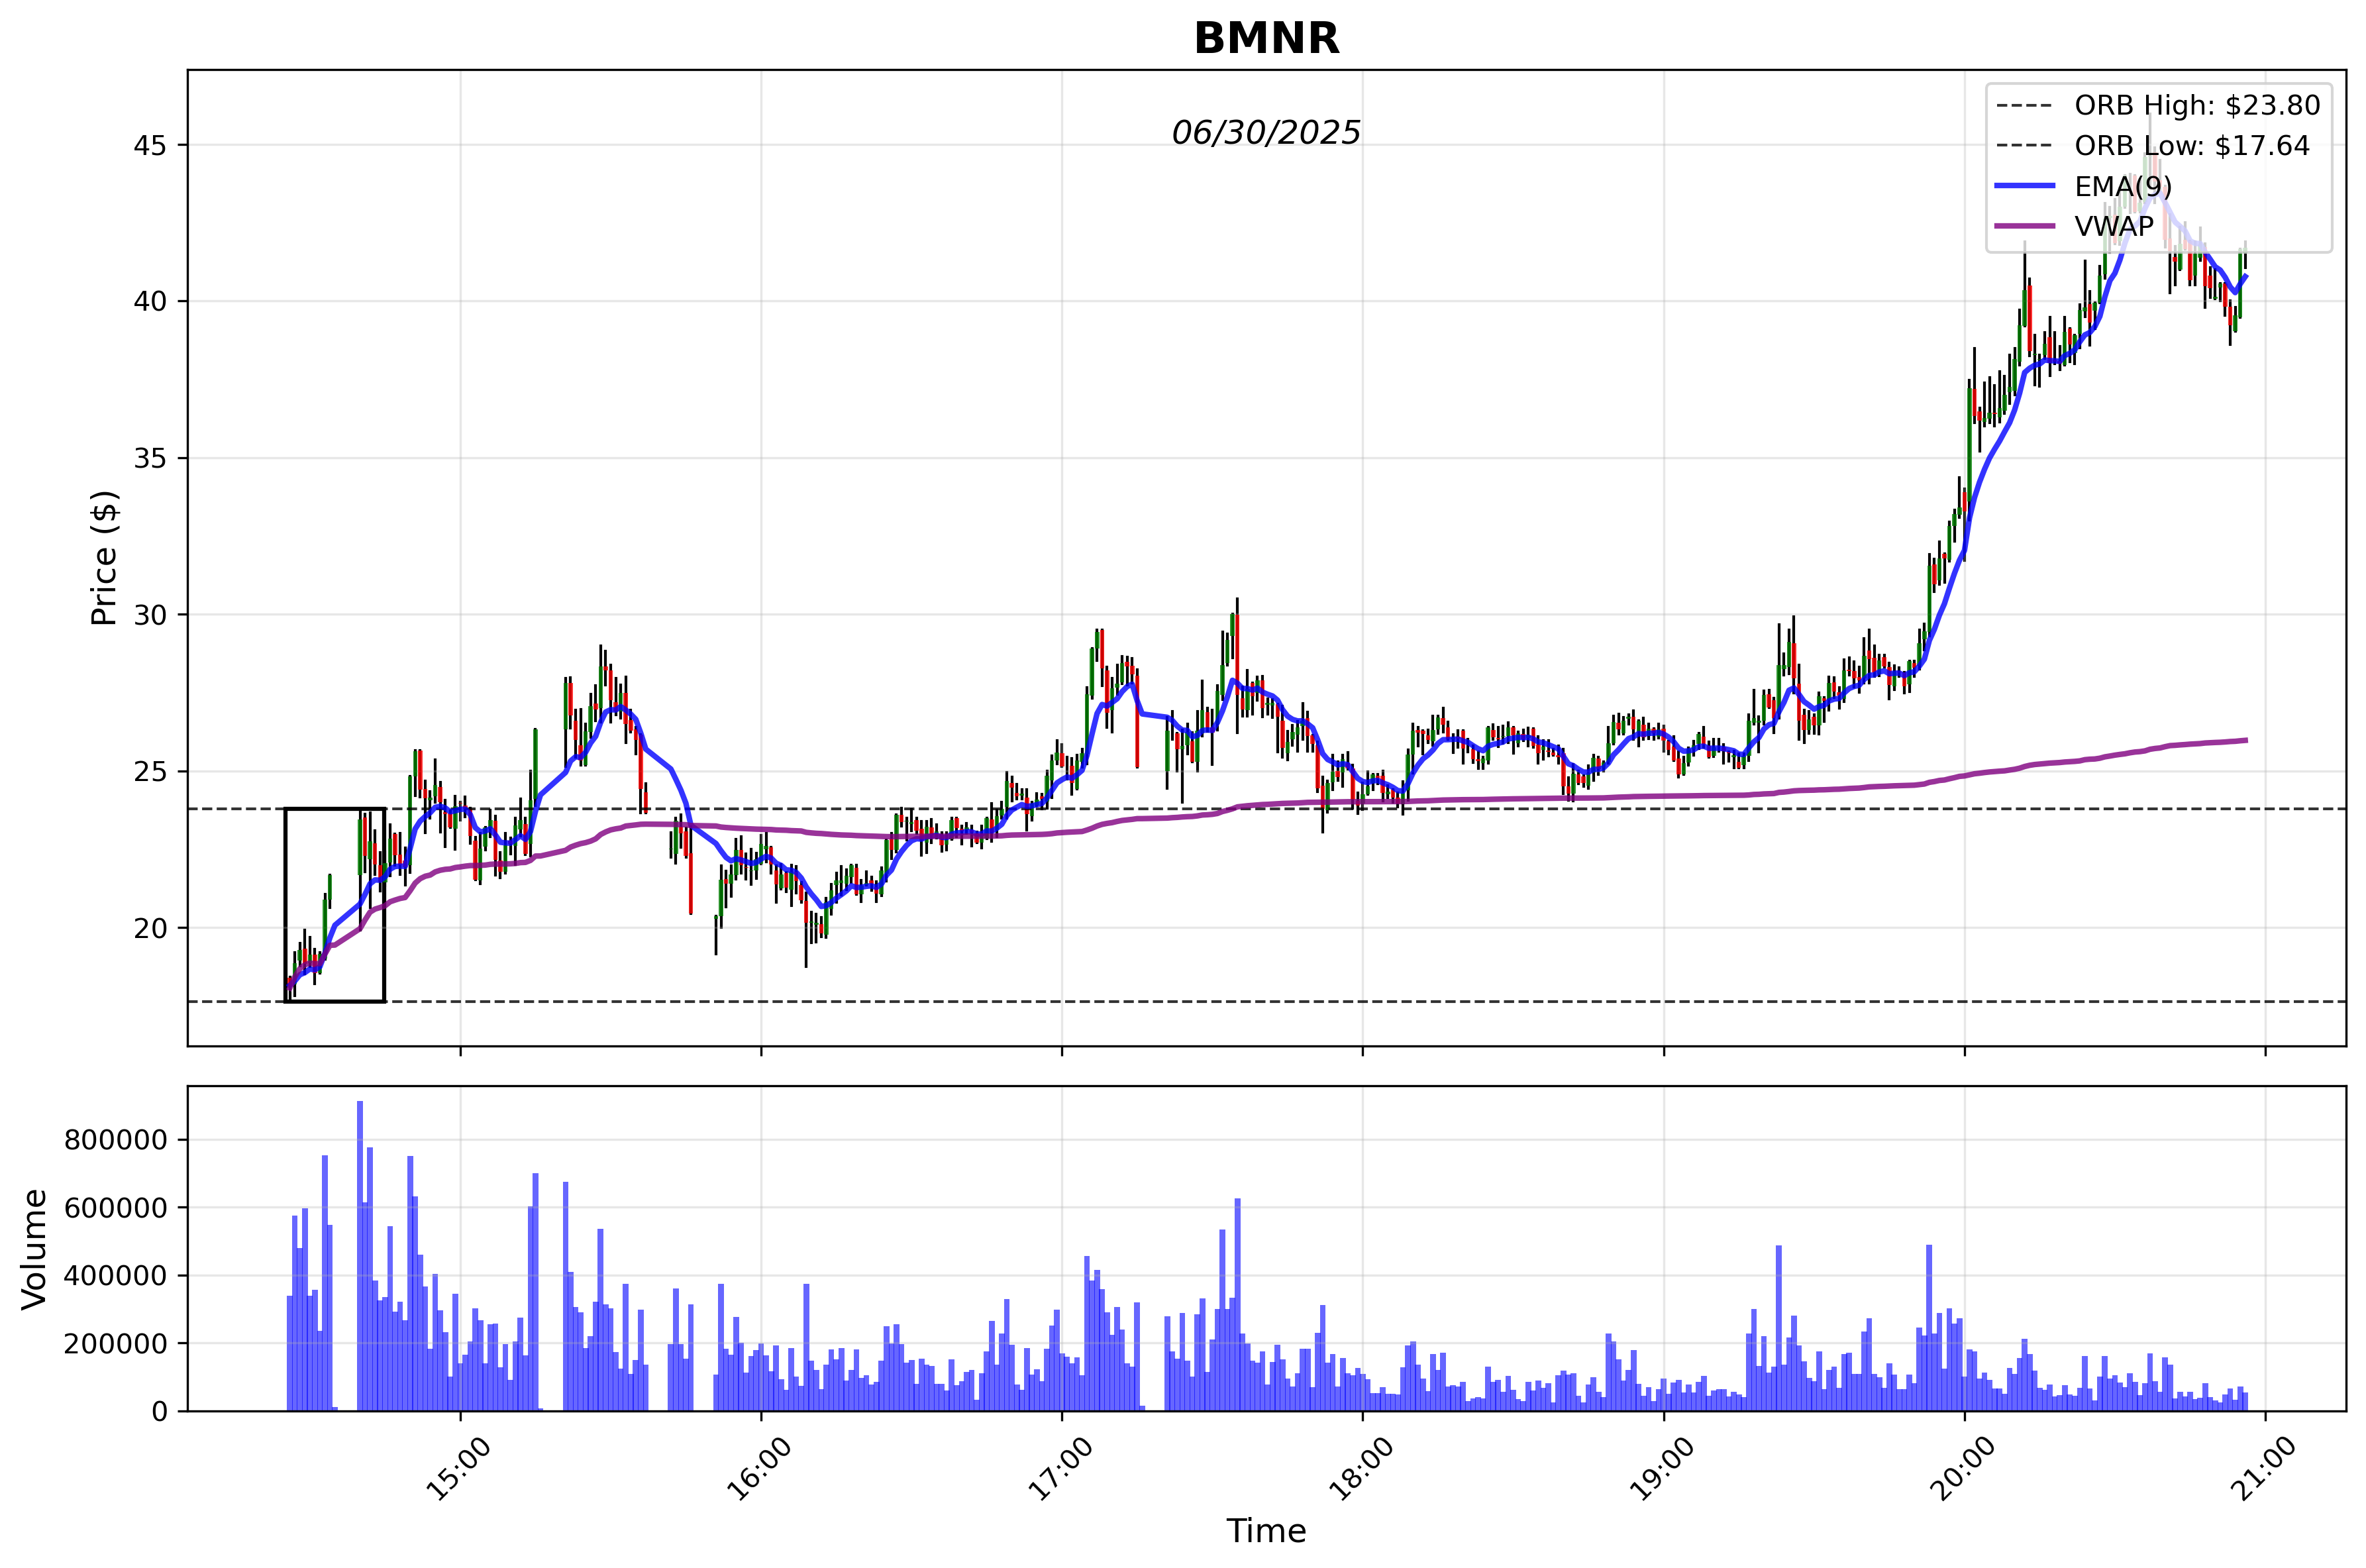 BMNR
06/30/2025
ORB High: $23.80
ORB Low: $17.64
EMA(9)
VWAP
45
40
35
30
25
20
Price ($)
800000
600000
400000
200000
0
Volume
15:00
16:00
17:00
18:00
19:00
20:00
21:00
Time